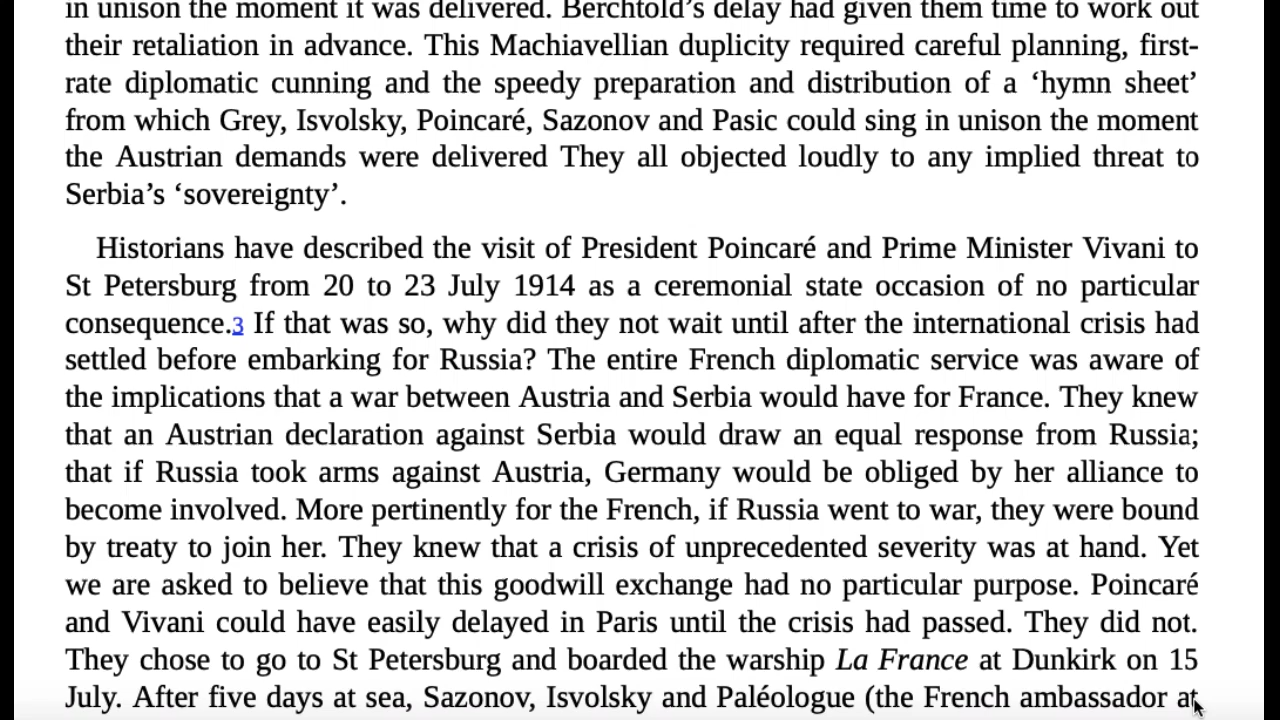 in unison the moment it was delivered. Berchtold’s delay had given them time to work out
their retaliation in advance. This Machiavellian duplicity required careful planning, first-
rate diplomatic cunning and the speedy preparation and distribution of a ‘hymn sheet’
from which Grey, Isvolsky, Poincaré, Sazonov and Pasic could sing in unison the moment
the Austrian demands were delivered They all objected loudly to any implied threat to
Serbia’s ‘sovereignty’.
Historians have described the visit of President Poincaré and Prime Minister Vivani to
St Petersburg from 20 to 23 July 1914 as a ceremonial state occasion of no particular
consequence.3 If that was so, why did they not wait until after the international crisis had
settled before embarking for Russia? The entire French diplomatic service was aware of
the implications that a war between Austria and Serbia would have for France. They knew
that an Austrian declaration against Serbia would draw an equal response from Russia;
that if Russia took arms against Austria, Germany would be obliged by her alliance to
become involved. More pertinently for the French, if Russia went to war, they were bound
by treaty to join her. They knew that a crisis of unprecedented severity was at hand. Yet
we are asked to believe that this goodwill exchange had no particular purpose. Poincaré
and Vivani could have easily delayed in Paris until the crisis had passed. They did not.
They chose to go to St Petersburg and boarded the warship La France at Dunkirk on 15
July. After five days at sea, Sazonov, Isvolsky and Paléologue (the French ambassador at